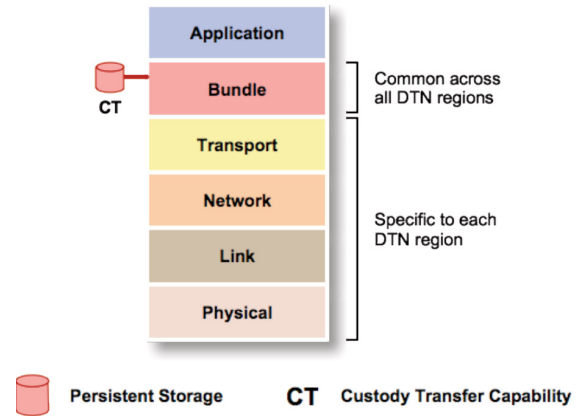 Application
Bundle
CT
Common across
all DTN regions
Transport
Network
Link
Physical
Specific to each
DTN region
Persistent Storage
CT Custody Transfer Capability